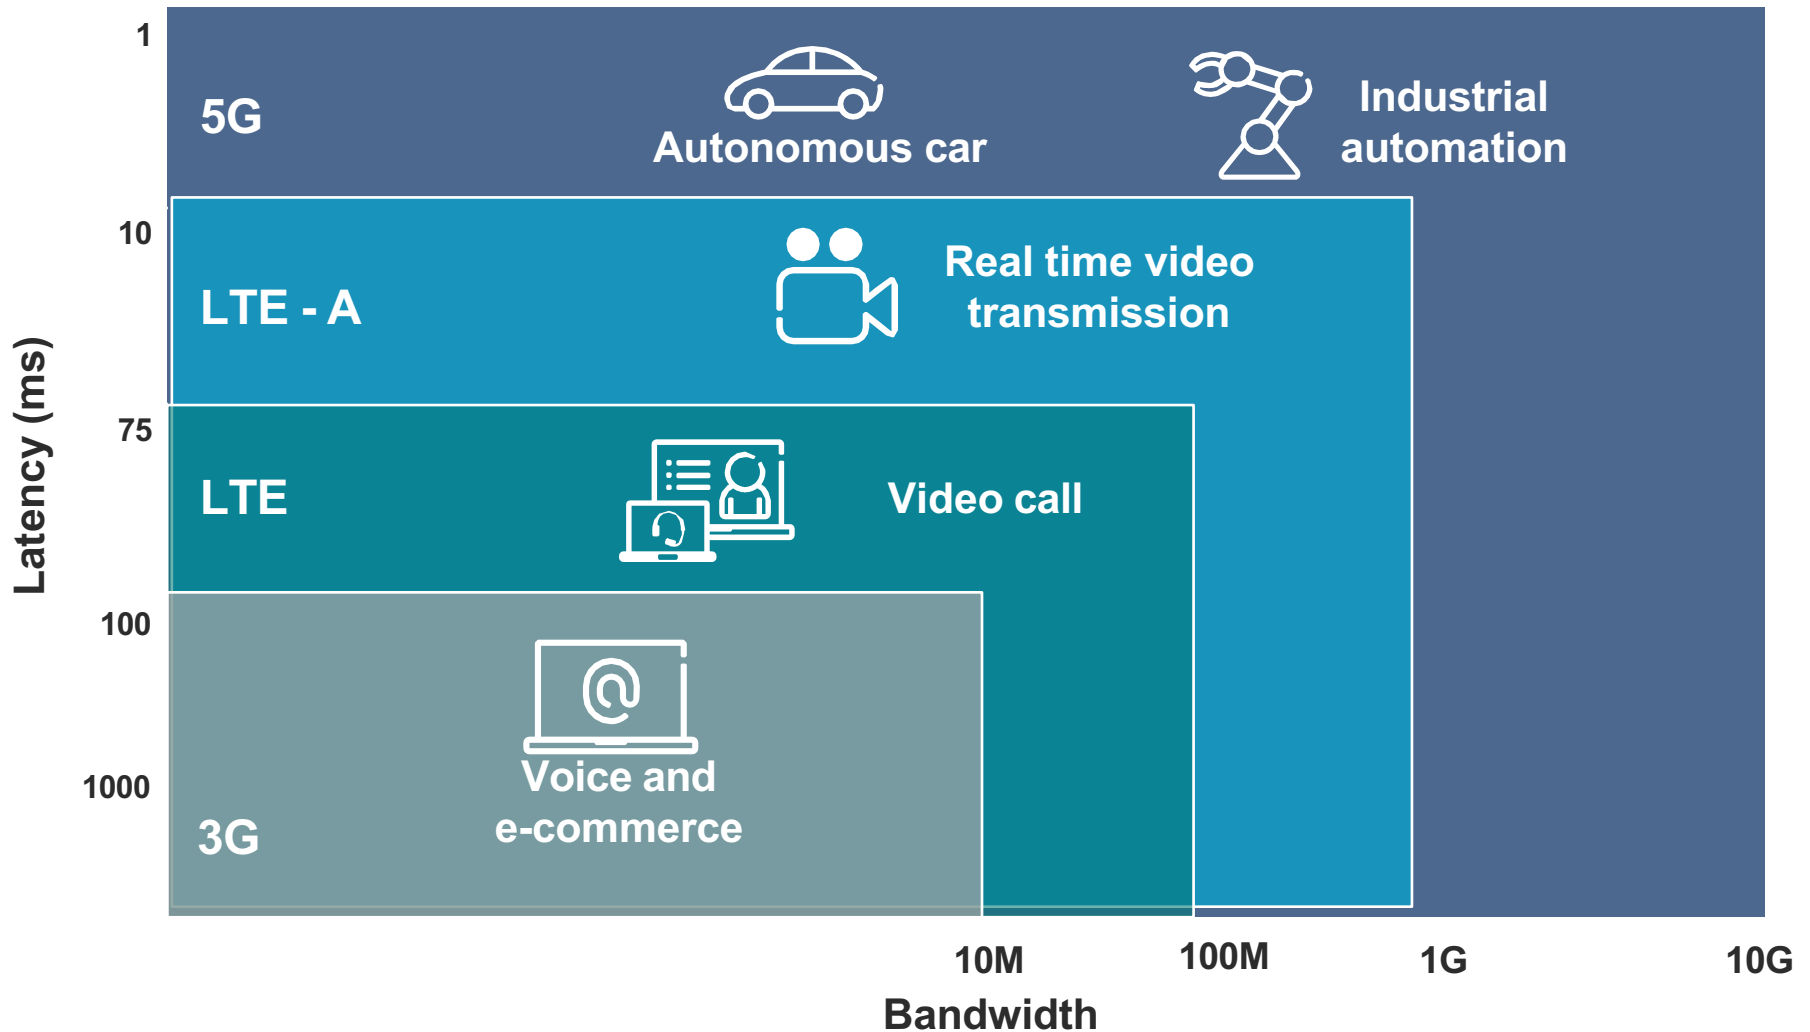 1
5G
Autonomous car
Industrial
automation
10
LTE - A
Real time video
transmission
Latency (ms)
75
LTE
Video call
100
1000
Voice and
e-commerce
3G
10M
100M
1G
10G
Bandwidth